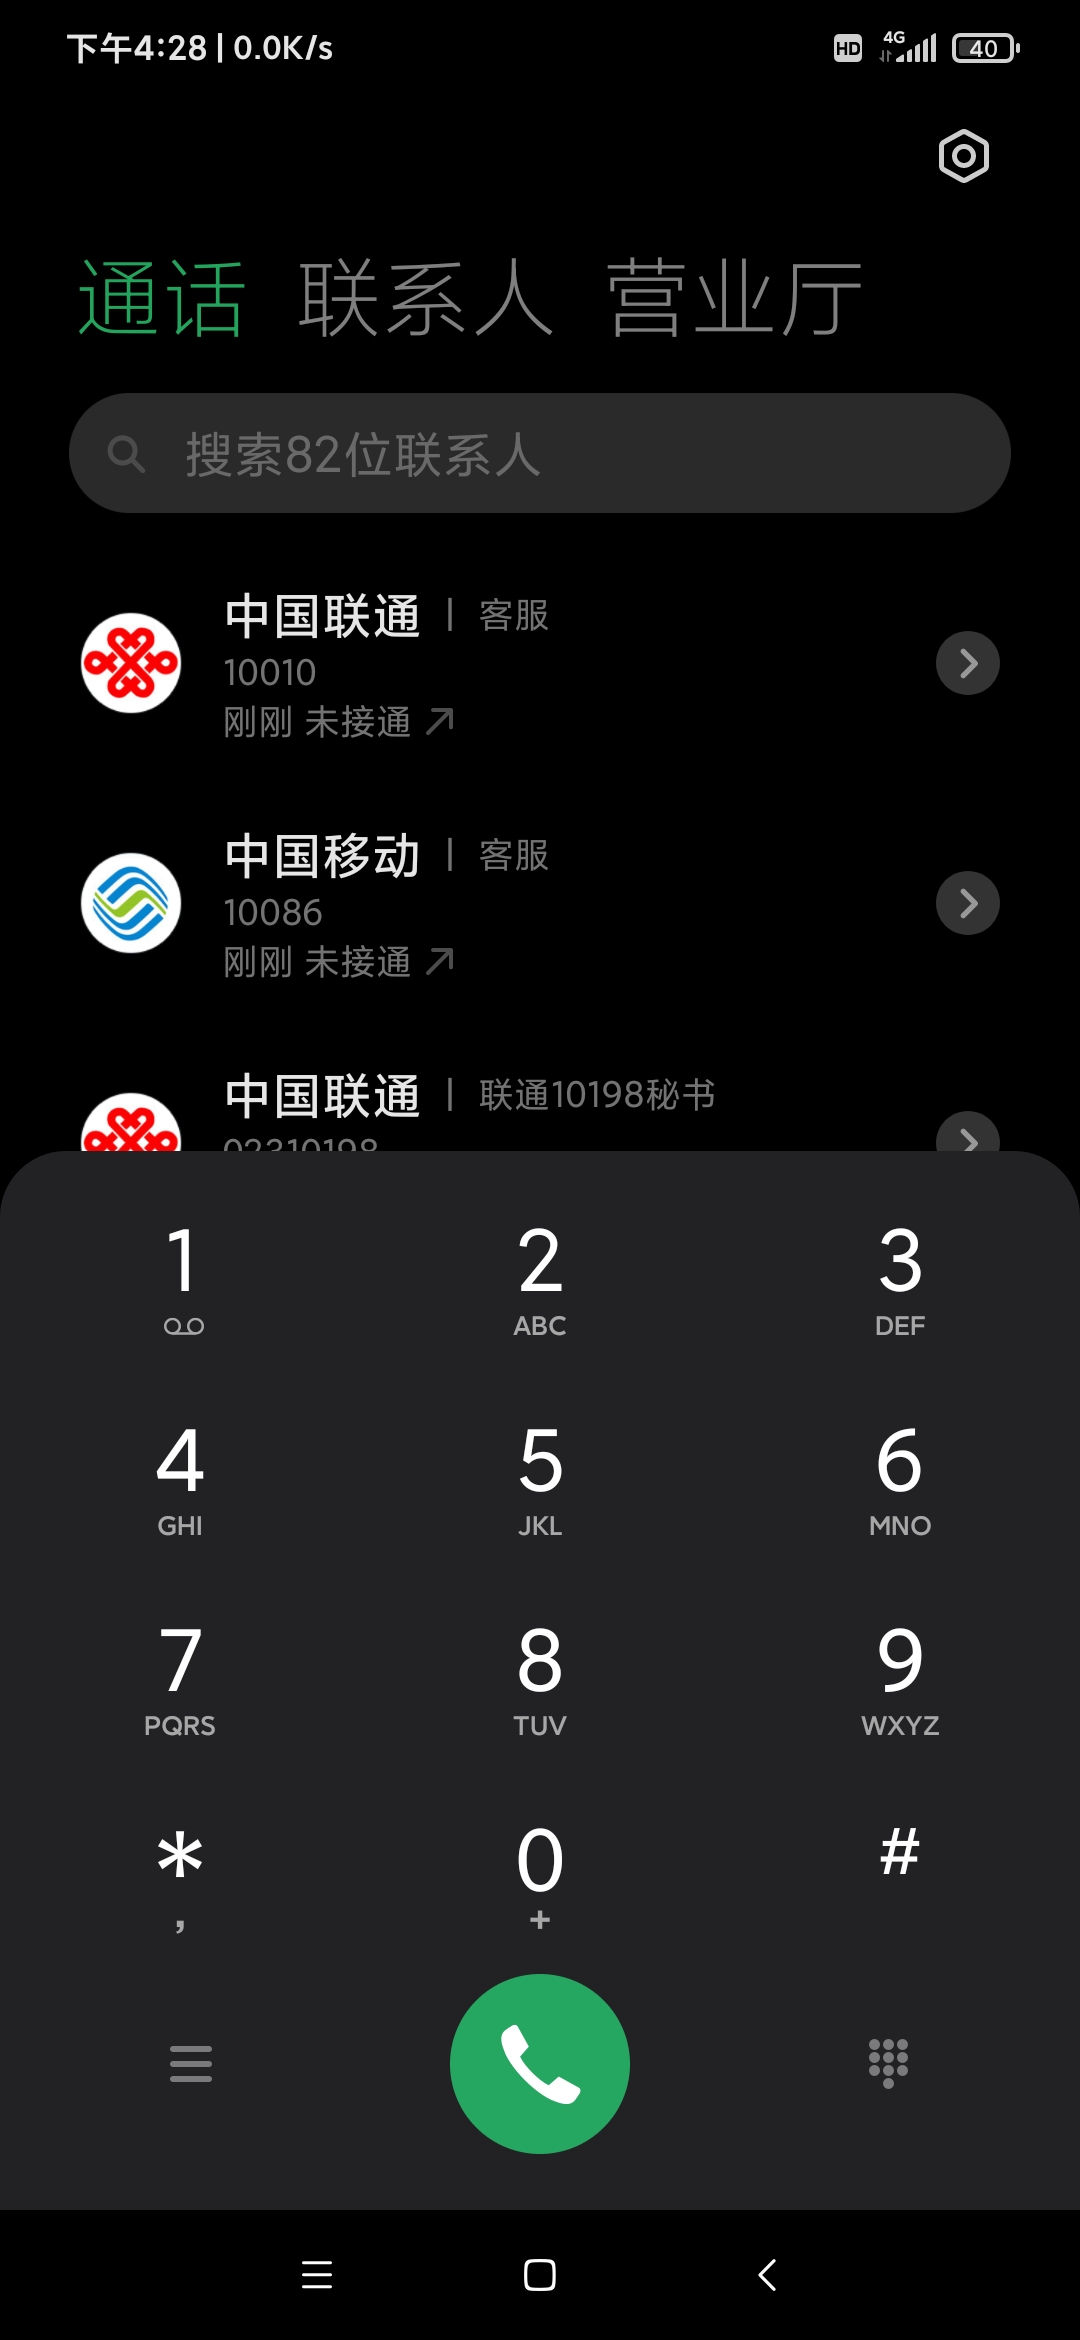 下午4:28 | 0.0K/s
HD 4G 40
通话 联系人 营业厅
搜索82位联系人
中国联通 | 客服
10010
刚刚 未接通
中国移动 | 客服
10086
刚刚 未接通
中国联通 | 联通10198秘书
02310198
1 2 3
ABC DEF
4 5 6
GHI JKL MNO
7 8 9
PQRS TUV WXYZ
* 0 #
, +